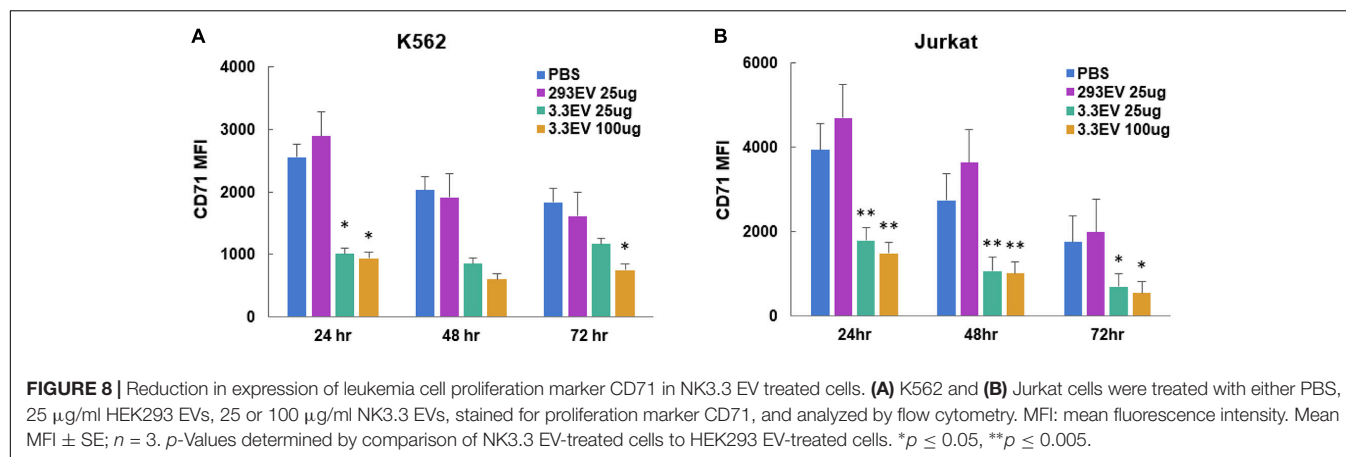 A
K562
CD71 MFI
4000
3000
2000
1000
0
PBS
293EV 25ug
3.3EV 25ug
3.3EV 100ug
* *
*
24 hr 48 hr 72 hr
B
Jurkat
CD71 MFI
6000
4000
2000
0
PBS
293EV 25ug
3.3EV 25ug
3.3EV 100ug
** **
** **
* *
24hr 48hr 72hr
FIGURE 8 | Reduction in expression of leukemia cell proliferation marker CD71 in NK3.3 EV treated cells. (A) K562 and (B) Jurkat cells were treated with either PBS,
25 μg/ml HEK293 EVs, 25 or 100 μg/ml NK3.3 EVs, stained for proliferation marker CD71, and analyzed by flow cytometry. MFI: mean fluorescence intensity. Mean
MFI ± SE; n = 3. p-Values determined by comparison of NK3.3 EV-treated cells to HEK293 EV-treated cells. *p ≤ 0.05, **p ≤ 0.005.